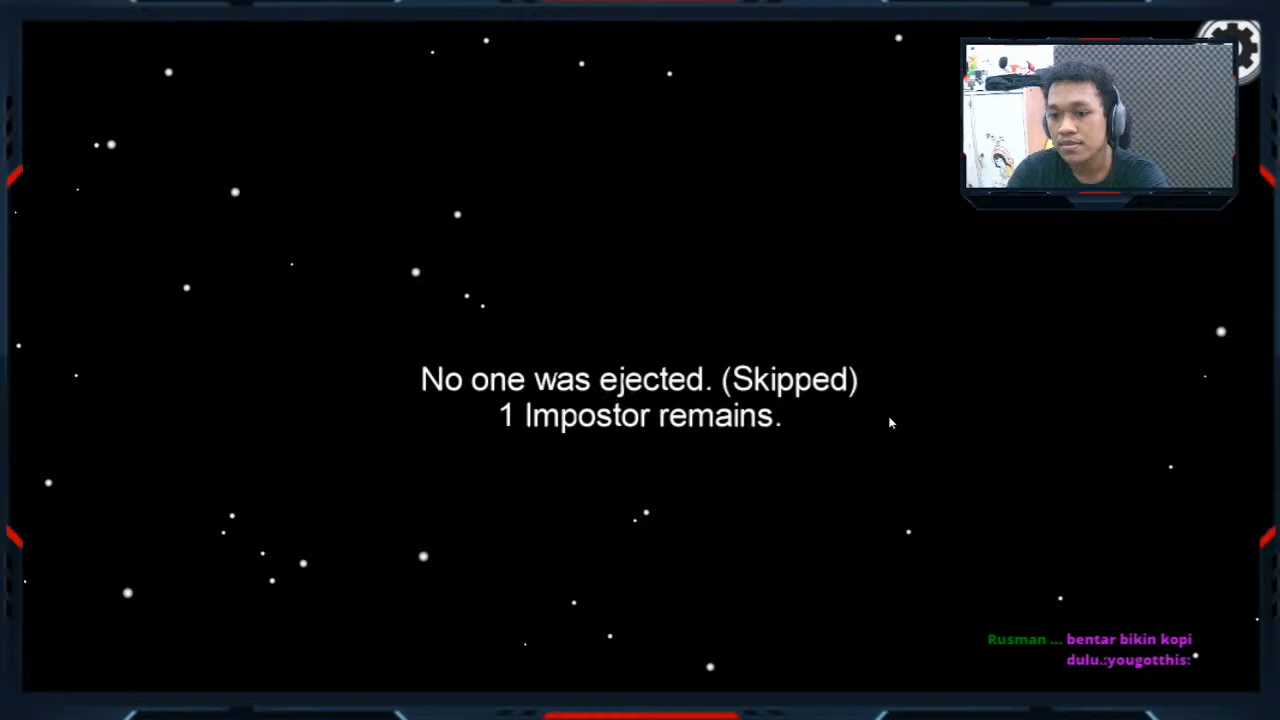 No one was ejected. (Skipped)
1 Impostor remains.
Rusman ... bentar bikin kopi
dulu.:yougotthis: